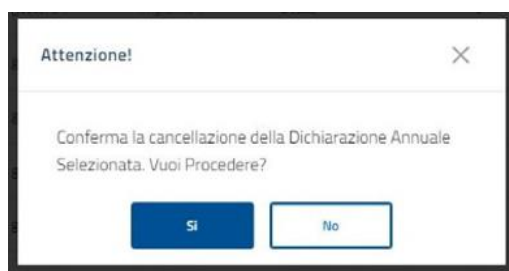 Attenzione!
Conferma la cancellazione della Dichiarazione Annuale
Selezionata. Vuoi Procedere?
Si
No